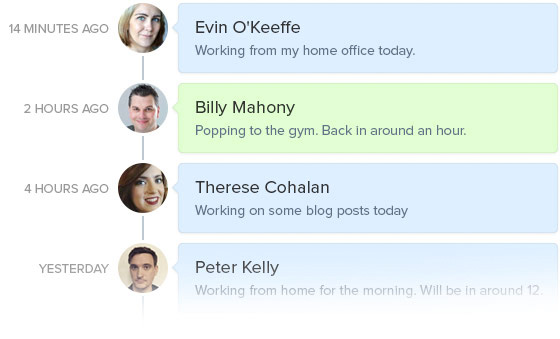 14 MINUTES AGO
Evin O'Keeffe
Working from my home office today.
2 HOURS AGO
Billy Mahony
Popping to the gym. Back in around an hour.
4 HOURS AGO
Therese Cohalan
Working on some blog posts today
YESTERDAY
Peter Kelly
Working from home for the morning. Will be in around 12.